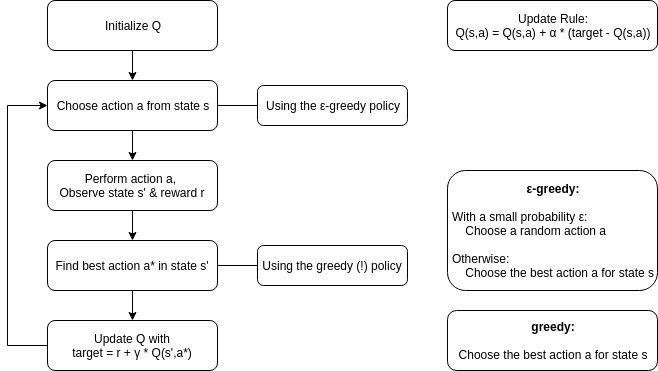 Initialize Q
Choose action a from state s
Using the ε-greedy policy
Perform action a,
Observe state s' & reward r
Find best action a* in state s'
Using the greedy (!) policy
Update Q with
target = r + γ * Q(s',a*)
Update Rule:
Q(s,a) = Q(s,a) + α * (target - Q(s,a))
ε-greedy:
With a small probability ε:
Choose a random action a
Otherwise:
Choose the best action a for state s
greedy:
Choose the best action a for state s